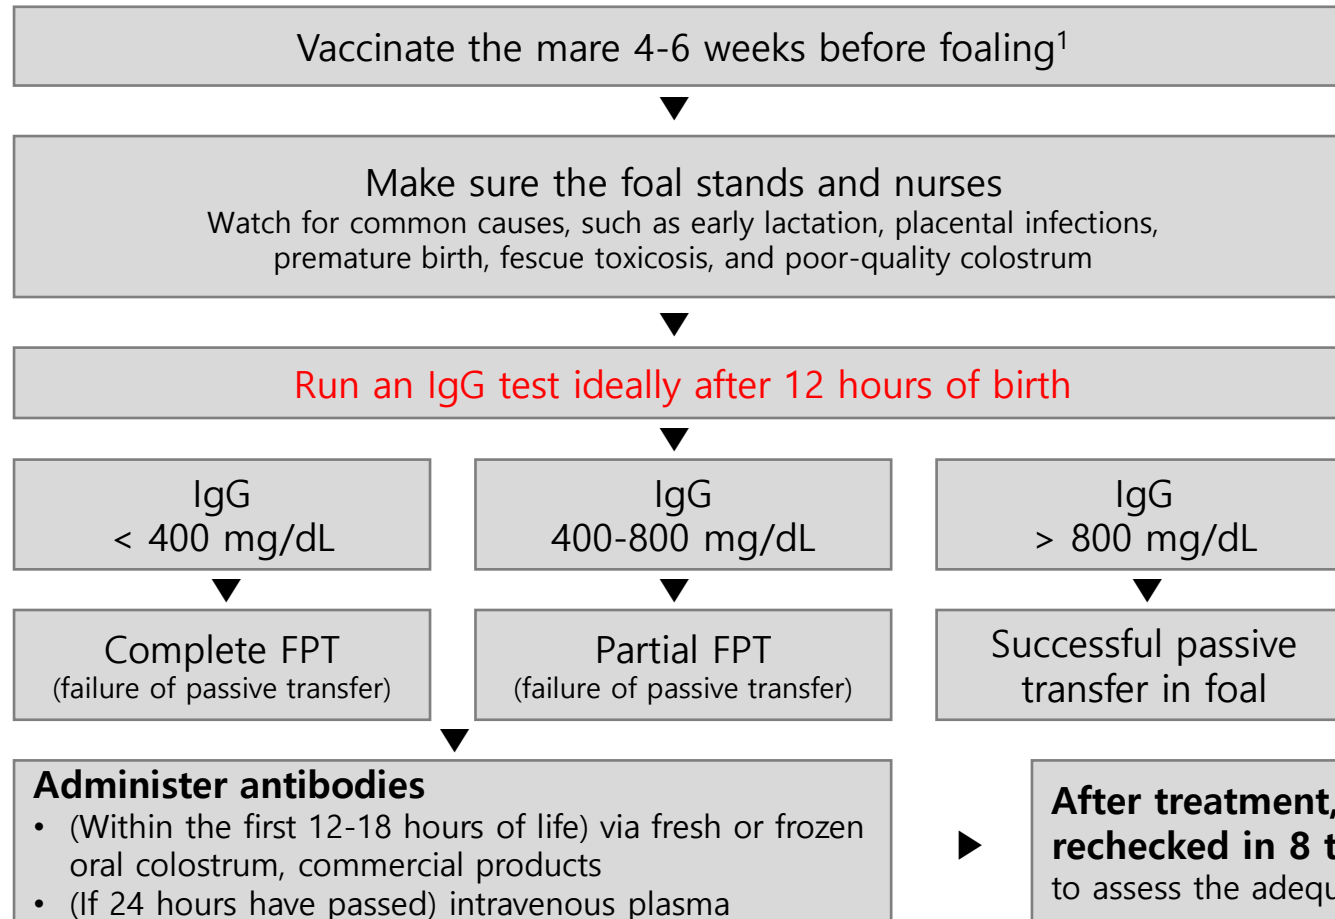 Vaccinate the mare 4-6 weeks before foaling¹
Make sure the foal stands and nurses
Watch for common causes, such as early lactation, placental infections,
premature birth, fescue toxicosis, and poor-quality colostrum
Run an IgG test ideally after 12 hours of birth
IgG
< 400 mg/dL
IgG
400-800 mg/dL
IgG
> 800 mg/dL
Complete FPT
(failure of passive transfer)
Partial FPT
(failure of passive transfer)
Successful passive
transfer in foal
Administer antibodies
• (Within the first 12-18 hours of life) via fresh or frozen
oral colostrum, commercial products
• (If 24 hours have passed) intravenous plasma
After treatment,
rechecked in 8
to assess the